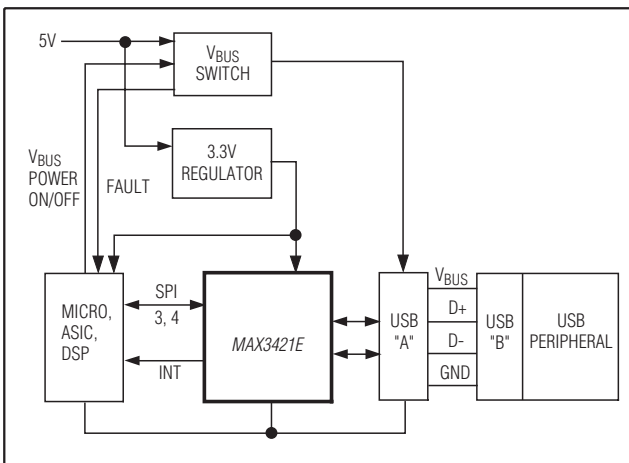 5V
VBUS
SWITCH
3.3V
REGULATOR
VBUS
POWER
ON/OFF
FAULT
MICRO,
ASIC,
DSP
SPI
3, 4
INT
MAX3421E
USB
"A"
VBUS
D+
D-
GND
USB
"B"
USB
PERIPHERAL